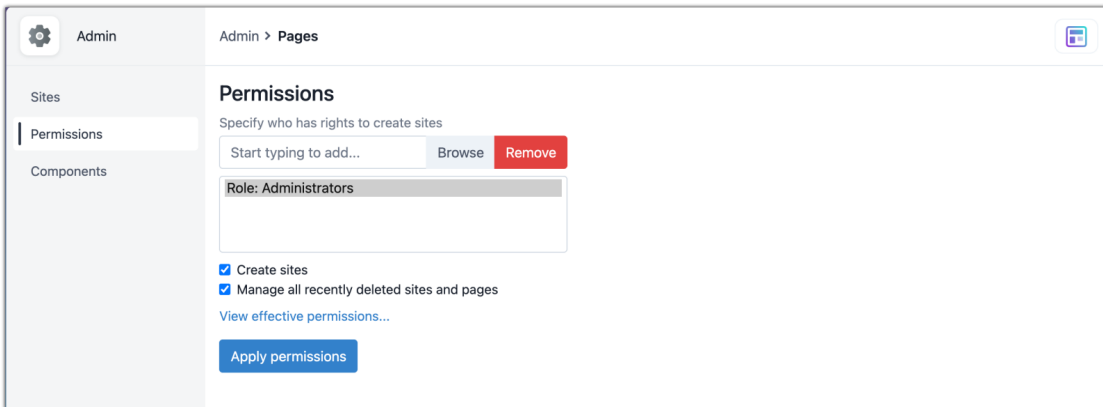 Admin
Admin > Pages
Sites
Permissions
Components
Permissions
Specify who has rights to create sites
Start typing to add... Browse Remove
Role: Administrators
Create sites
Manage all recently deleted sites and pages
View effective permissions...
Apply permissions